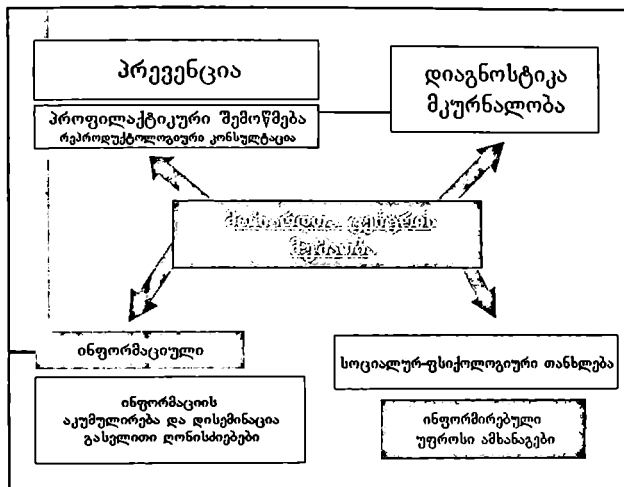 პრევენცია
პროფილაქტიკური შემოწმება
რეპროდუქტოლოგიური კონსულტაცია
დიაგნოსტიკა
მკურნალობა
ინფორმაციული
ინფორმაციის
აკუმულირება და დისემინაცია
გასვლითი ღონისძიებები
სოციალურ-ფსიქოლოგიური თანხლება
ინფორმირებული
უფროსი ამხანაგები